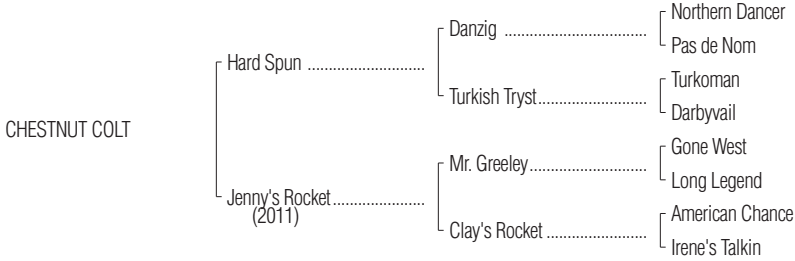 Northern Dancer
Danzig ..................................
Pas de Nom
Hard Spun ............................
Turkoman
Turkish Tryst..........................
Darbyvail
CHESTNUT COLT
Gone West
Mr. Greeley............................
Long Legend
Jenny's Rocket......................
(2011)
American Chance
Clay's Rocket ........................
Irene's Talkin